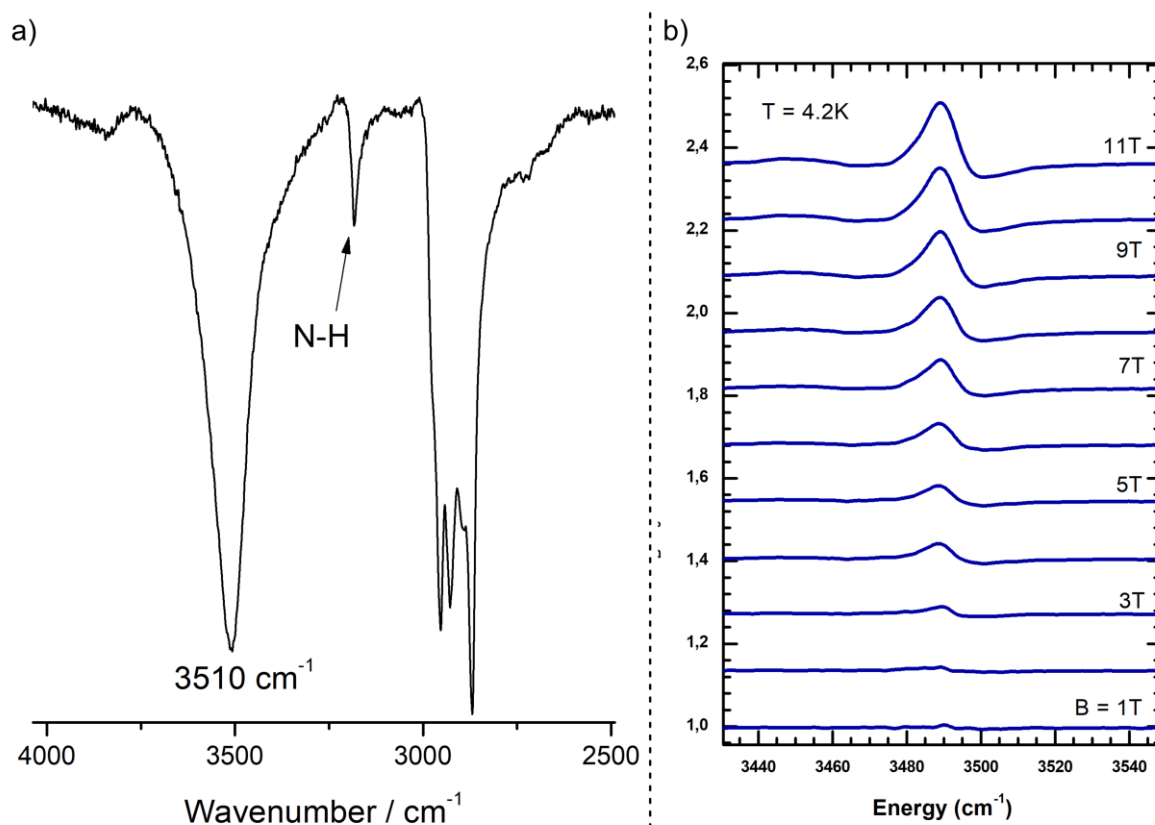 a)
N-H
3510 cm⁻¹
4000 3500 3000 2500
Wavenumber / cm⁻¹
b)
T = 4.2K
2,6
2,4
2,2
2,0
1,8
1,6
1,4
1,2
1,0
11T
9T
7T
5T
3T
B = 1T
3440 3460 3480 3500 3520 3540
Energy (cm⁻¹)